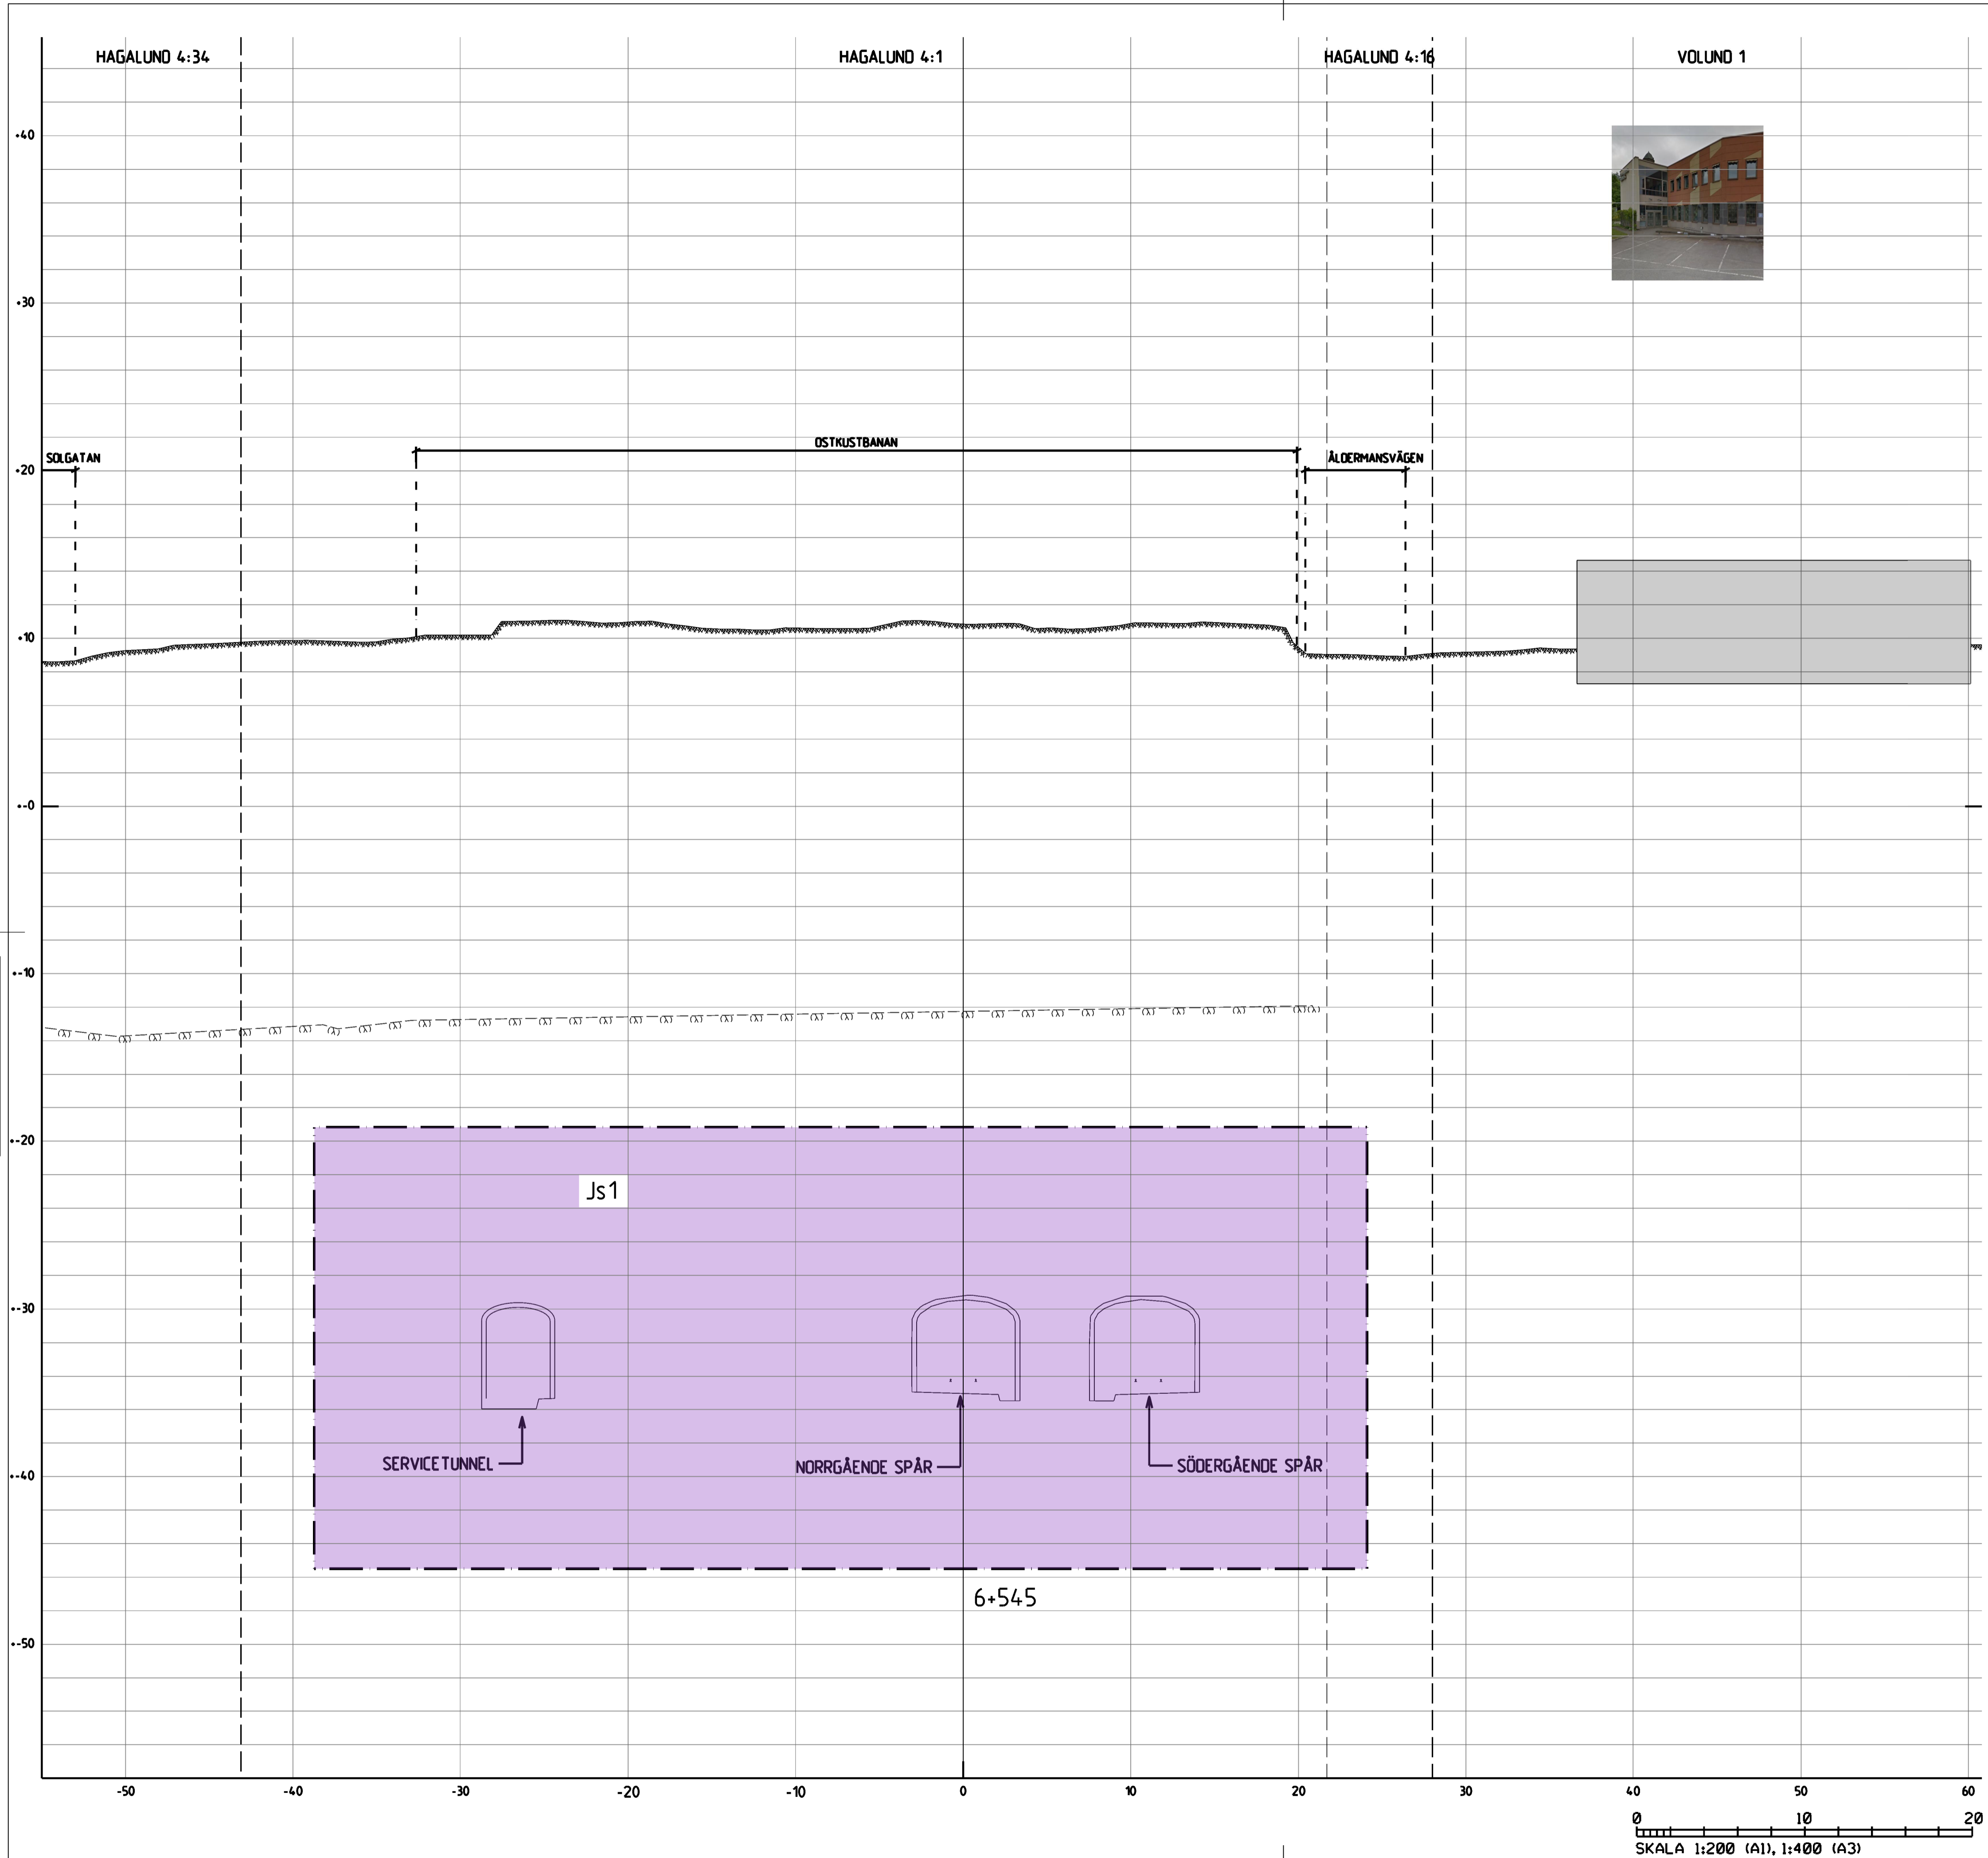 HAGALUND 4:34
HAGALUND 4:1
HAGALUND 4:16
VOLUND 1
+40
+30
OSTKUSTBANAN
SOLGATAN
ÅLDERMANSVÄGEN
+20
+10
+-0
+-10
+-20
Js1
+-30
SERVICETUNNEL
NORRGÅENDE SPÅR
SÖDERGÅENDE SPÅR
+-40
6+545
+-50
-50 -40 -30 -20 -10 0 10 20 30 40 50 60
0 10 20
SKALA 1:200 (A1), 1:400 (A3)